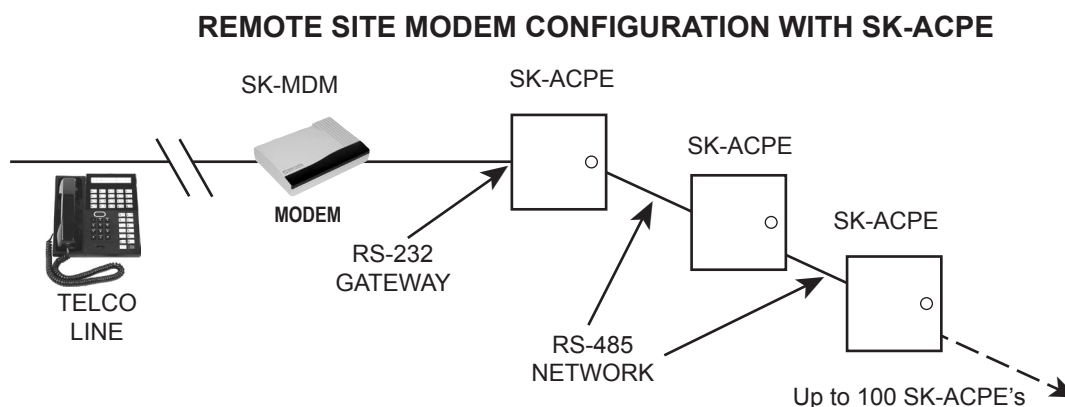 REMOTE SITE MODEM CONFIGURATION WITH SK-ACPE
SK-MDM
SK-ACPE
SK-ACPE
SK-ACPE
MODEM
RS-232
GATEWAY
TELCO
LINE
RS-485
NETWORK
Up to 100 SK-ACPE's